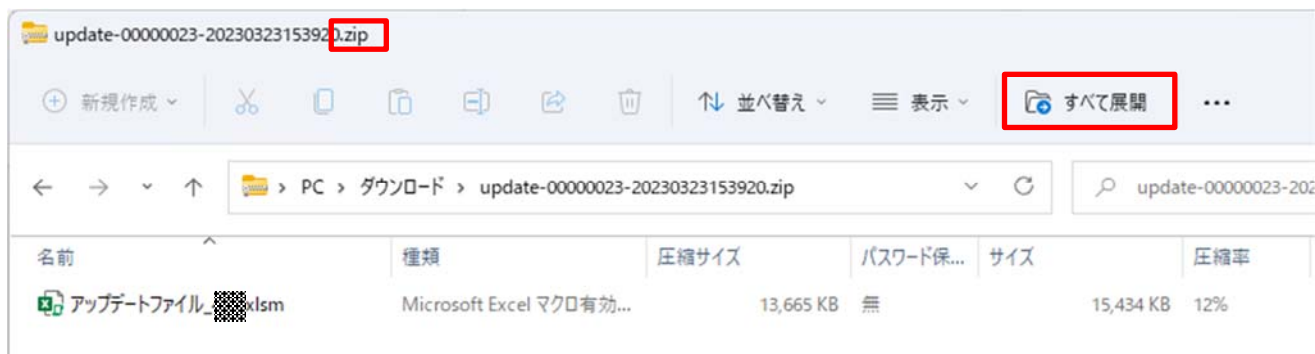 update-00000023-20230323153920.zip
新規作成 並べ替え 表示 すべて展開 ...
PC > ダウンロード > update-00000023-20230323153920.zip update-00000023-202
名前 種類 圧縮サイズ パスワード保... サイズ 圧縮率
アップデートファイル_ xlsm Microsoft Excel マクロ有効... 13,665 KB 無 15,434 KB 12%